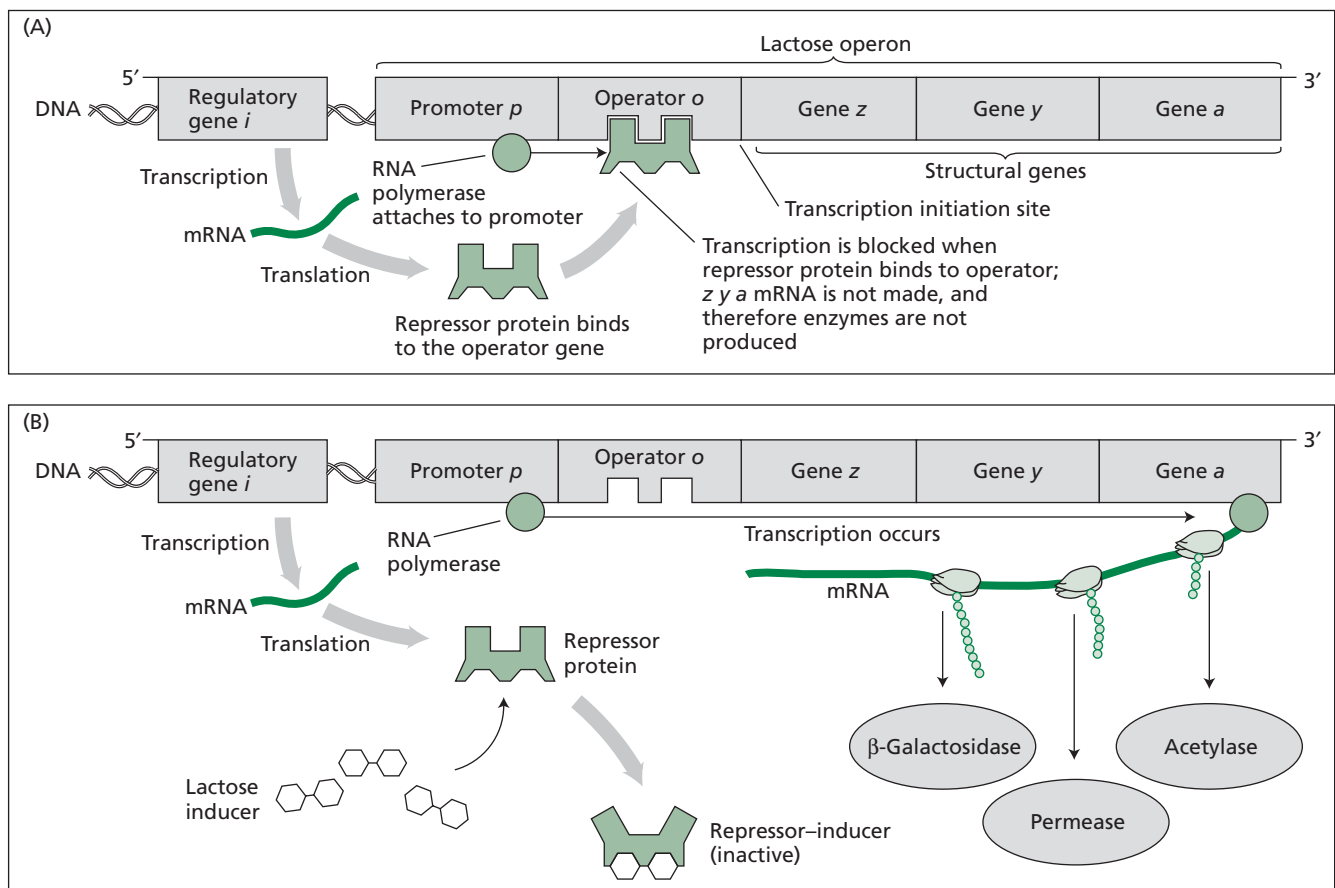 (A)
Lactose operon
5′
3′
DNA
Regulatory
gene i
Promoter p
Operator o
Gene z
Gene y
Gene a
Structural genes
Transcription
RNA
polymerase
attaches to promoter
Transcription initiation site
mRNA
Translation
Transcription is blocked when
repressor protein binds to operator;
z y a mRNA is not made, and
therefore enzymes are not
produced
Repressor protein binds
to the operator gene
(B)
5′
3′
DNA
Regulatory
gene i
Promoter p
Operator o
Gene z
Gene y
Gene a
Transcription
RNA
polymerase
Transcription occurs
mRNA
mRNA
Translation
Repressor
protein
β-Galactosidase
Acetylase
Permease
Lactose
inducer
Repressor–inducer
(inactive)